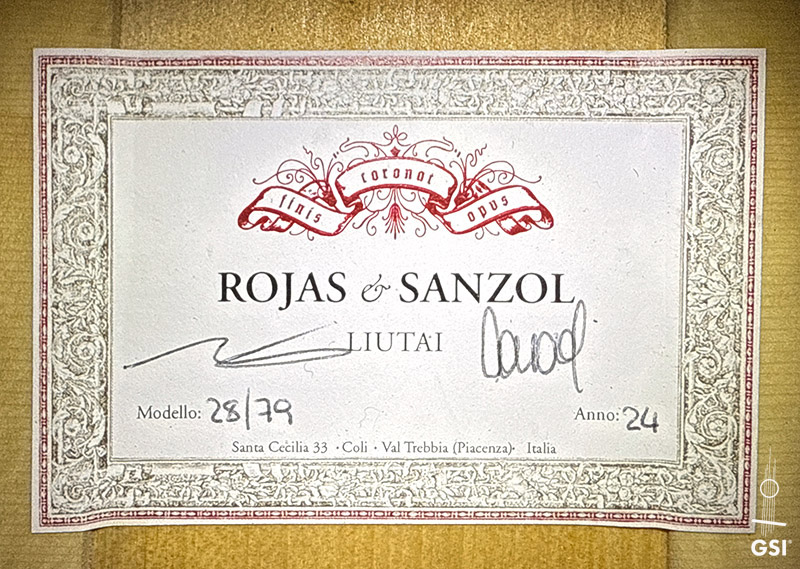 finis coronat opus
ROJAS & SANZOL
LIUTAI
Modello: 28/79
Anno: 24
Santa Cecilia 33 · Coli · Val Trebbia (Piacenza)· Italia
GSI®